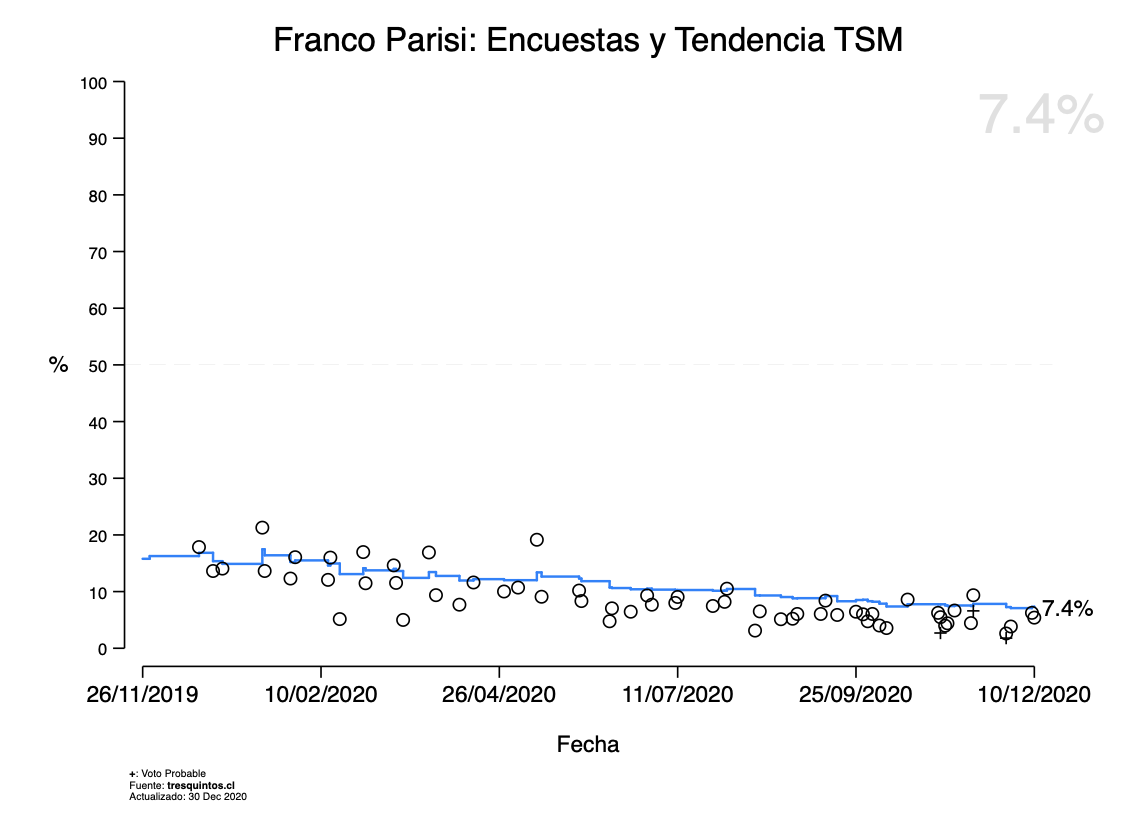 Franco Parisi: Encuestas y Tendencia TSM
7.4%
100
90
80
70
60
50
40
30
20
10
0
%
7.4%
26/11/2019 10/02/2020 26/04/2020 11/07/2020 25/09/2020 10/12/2020
Fecha
+: Voto Probable
Fuente: tresquintos.cl
Actualizado: 30 Dec 2020